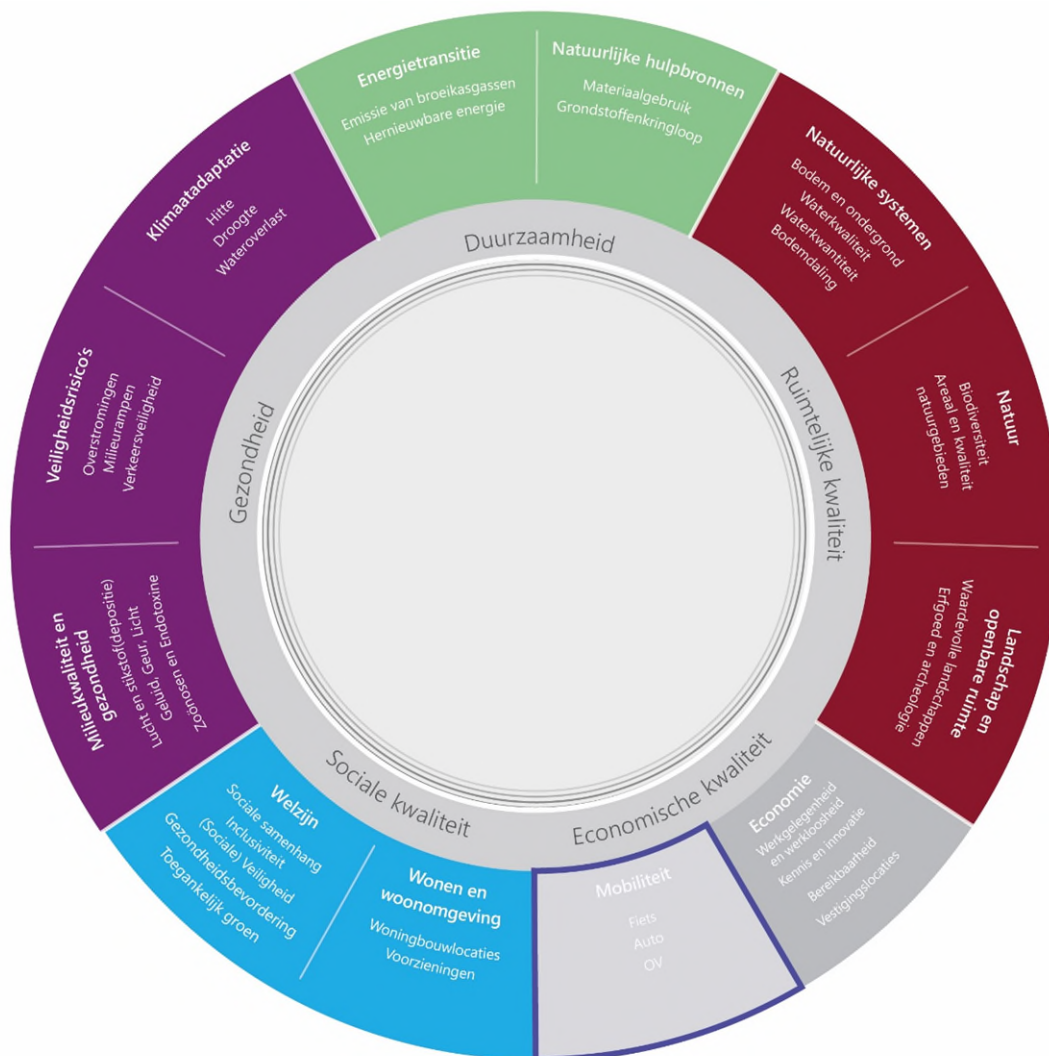 Energietransitie
Emissie van broeikasgassen
Hernieuwbare energie
Natuurlijke hulpbronnen
Materiaalgebruik
Grondstoffenkringloop
Natuurlijke systemen
Bodem en ondergrond
Waterkwaliteit
Waterkwantiteit
Bodemdaling
Natuur
Biodiversiteit
Areaal en kwaliteit
natuurgebieden
Landschap en
openbare ruimte
Waardevolle landschappen
Erfgoed en archeologie
Economie
Werkgelegenheid
en werkloosheid
Kennis en innovatie
Bereikbaarheid
Vestigingslocaties
Mobiliteit
Fiets
Auto
OV
Wonen en
woonomgeving
Woningbouwlocaties
Voorzieningen
Welzijn
Sociale samenhang
Inclusiviteit
(Sociale) Veiligheid
Gezondheidsbevordering
Toegankelijk groen
Milieukwaliteit en
gezondheid
Lucht en stikstof(depositie)
Geluid, Geur, Licht
Zoönosen en Endotoxine
Veiligheidsrisico's
Overstromingen
Milieurampen
Verkeersveiligheid
Klimaatadaptatie
Hitte
Droogte
Wateroverlast
Duurzaamheid
Ruimtelijke kwaliteit
Economische kwaliteit
Sociale kwaliteit
Gezondheid